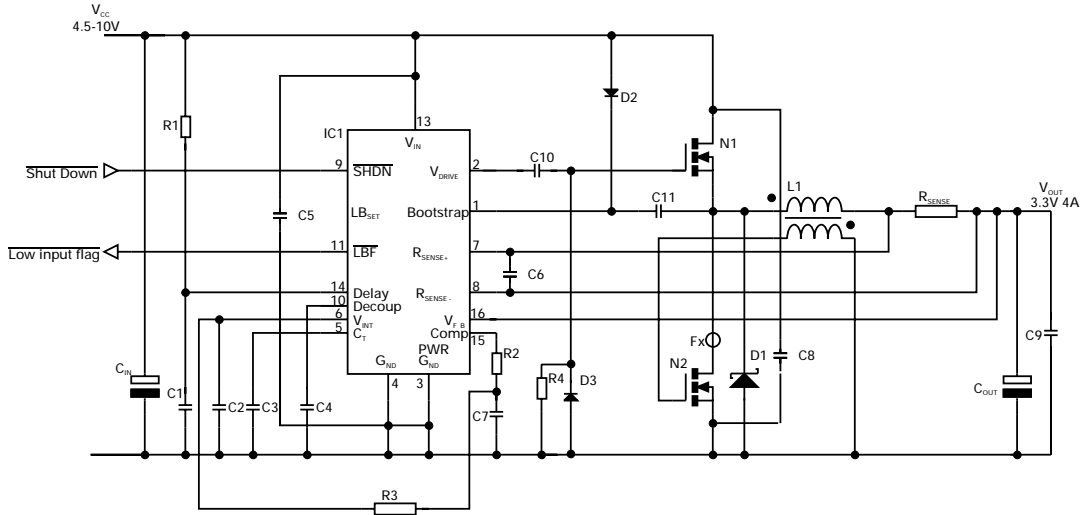 VCC
4.5-10V
D2
R1
IC1
13
VIN
N1
Shut Down
9
SHDN
VDRIVE
2
C10
C5
LBSET
Bootstrap
1
C11
L1
RSENSE
VOUT
3.3V 4A
Low input flag
11
LBF
RSENSE+
7
C6
RSENSE -
8
14
Delay
10
Decoup
6
VINT
VFB
16
5
CT
Comp
15
PWR
GND
GND
4
3
R2
Fx
N2
D1
C8
C9
CIN
C1
C2
C3
C4
C7
R4
D3
COUT
R3